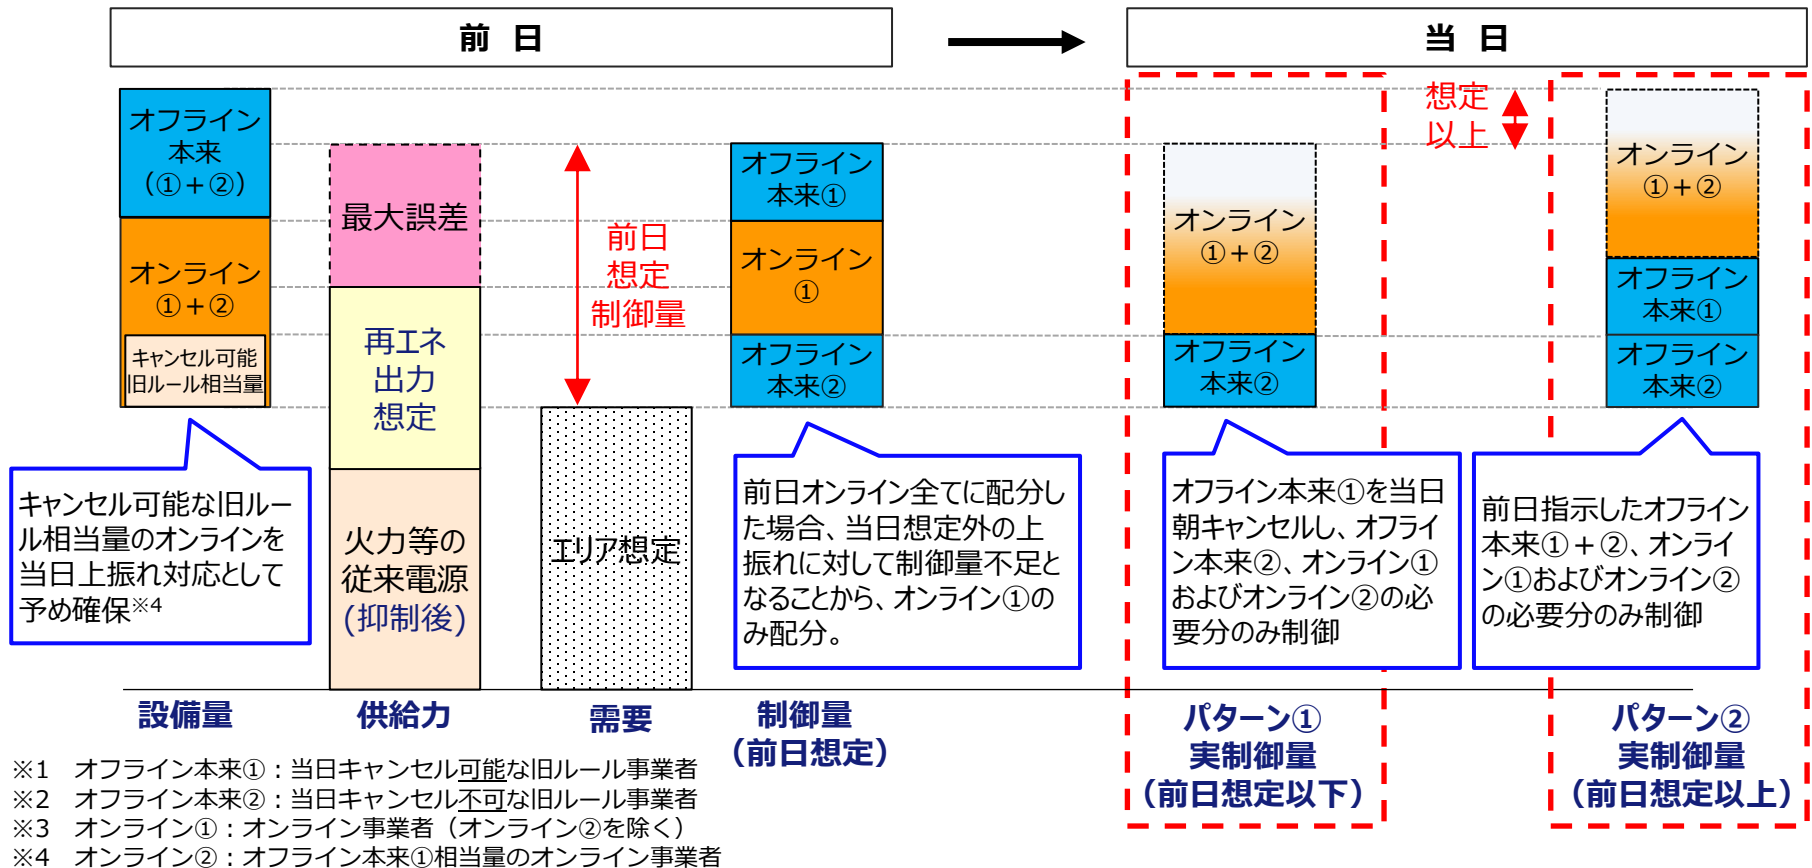 前 日
当 日
オフライン
本来
（①＋②）
オンライン
①＋②
キャンセル可能
旧ルール相当量
最大誤差
再エネ
出力
想定
火力等の
従来電源
(抑制後)
前日
想定
制御量
エリア想定
オフライン
本来①
オンライン
①
オフライン
本来②
オンライン
①＋②
オフライン
本来②
想定
以上
オンライン
①＋②
オフライン
本来①
オフライン
本来②
キャンセル可能な旧ルー
ル相当量のオンラインを
当日上振れ対応として
予め確保※4
前日オンライン全てに配分し
た場合、当日想定外の上
振れに対して制御量不足と
なることから、オンライン①の
み配分。
オフライン本来①を当日
朝キャンセルし、オフライ
ン本来②、オンライン①
およびオンライン②の必
要分のみ制御
前日指示したオフライン
本来①＋②、オンライ
ン①およびオンライン②
の必要分のみ制御
設備量
供給力
需要
制御量
（前日想定）
パターン①
実制御量
（前日想定以下）
パターン②
実制御量
（前日想定以上）
※1 オフライン本来①：当日キャンセル可能な旧ルール事業者
※2 オフライン本来②：当日キャンセル不可な旧ルール事業者
※3 オンライン①：オンライン事業者（オンライン②を除く）
※4 オンライン②：オフライン本来①相当量のオンライン事業者